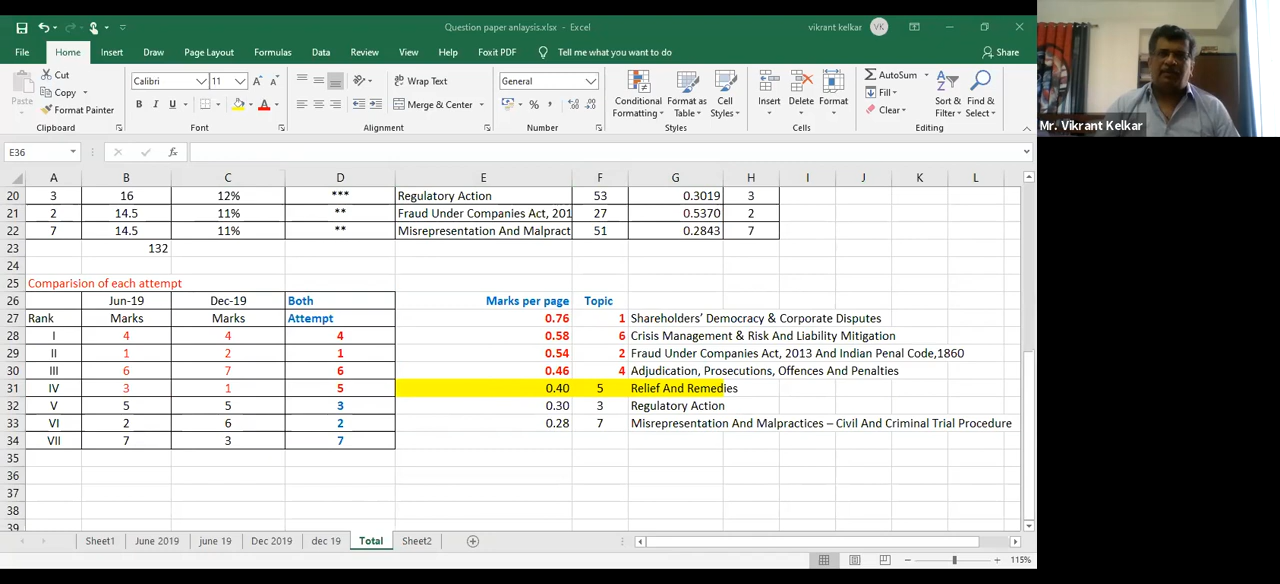 Question paper anlaysis.xlsx - Excel
vikrant kelkar VK
File Home Insert Draw Page Layout Formulas Data Review View Help Foxit PDF Tell me what you want to do Share
Paste
Cut
Copy
Format Painter
Clipboard
Calibri 11
B I U
Font
Wrap Text
Merge & Center
Alignment
General
Number
Conditional Formatting
Format as Table
Cell Styles
Styles
Insert Delete Format
Cells
AutoSum
Fill
Clear
Sort & Filter
Find & Select
Editing
Mr. Vikrant Kelkar
E36 fx
A B C D E F G H I J K L
20 3 16 12% *** Regulatory Action 53 0.3019 3
21 2 14.5 11% ** Fraud Under Companies Act, 201 27 0.5370 2
22 7 14.5 11% ** Misrepresentation And Malpract 51 0.2843 7
23 132
24
25 Comparision of each attempt
26 Jun-19 Dec-19 Both Marks per page Topic
27 Rank Marks Marks Attempt 0.76 1 Shareholders’ Democracy & Corporate Disputes
28 I 4 4 4 0.58 6 Crisis Management & Risk And Liability Mitigation
29 II 1 2 1 0.54 2 Fraud Under Companies Act, 2013 And Indian Penal Code,1860
30 III 6 7 6 0.46 4 Adjudication, Prosecutions, Offences And Penalties
31 IV 3 1 5 0.40 5 Relief And Remedies
32 V 5 5 3 0.30 3 Regulatory Action
33 VI 2 6 2 0.28 7 Misrepresentation And Malpractices – Civil And Criminal Trial Procedure
34 VII 7 3 7
35
36
37
38
39
Sheet1 June 2019 june 19 Dec 2019 dec 19 Total Sheet2
115%